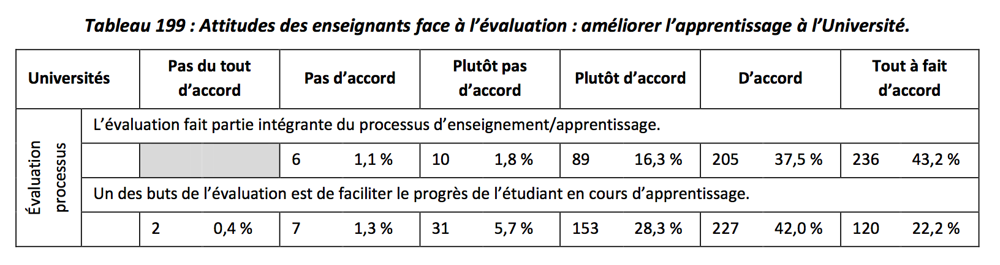 Tableau 199 : Attitudes des enseignants face à l’évaluation : améliorer l’apprentissage à l’Université.
Universités
Pas du tout
d’accord
Pas d’accord
Plutôt pas
d’accord
Plutôt d’accord
D’accord
Tout à fait
d’accord
Évaluation
processus
L’évaluation fait partie intégrante du processus d’enseignement/apprentissage.
6 1,1 % 10 1,8 % 89 16,3 % 205 37,5 % 236 43,2 %
Un des buts de l’évaluation est de faciliter le progrès de l’étudiant en cours d’apprentissage.
2 0,4 % 7 1,3 % 31 5,7 % 153 28,3 % 227 42,0 % 120 22,2 %